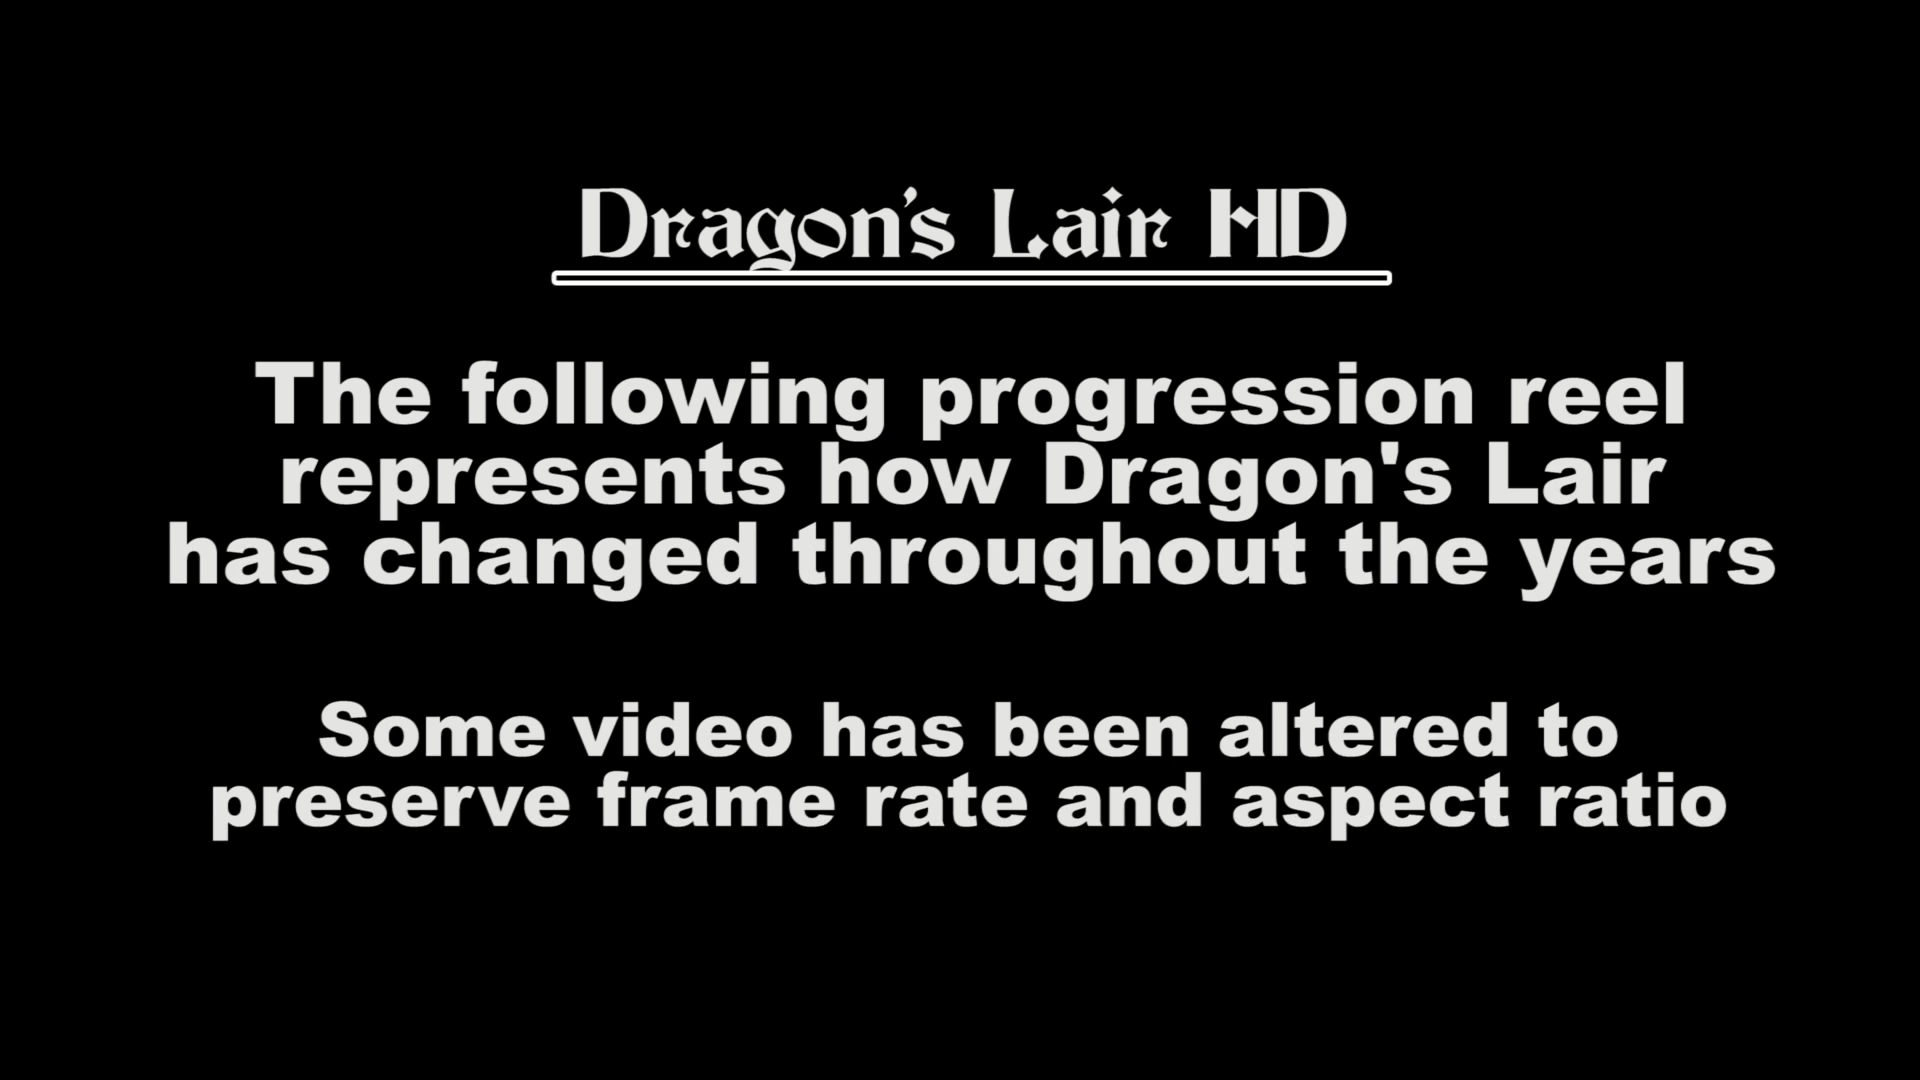 Dragon's Lair HD
The following progression reel
represents how Dragon's Lair
has changed throughout the years
Some video has been altered to
preserve frame rate and aspect ratio